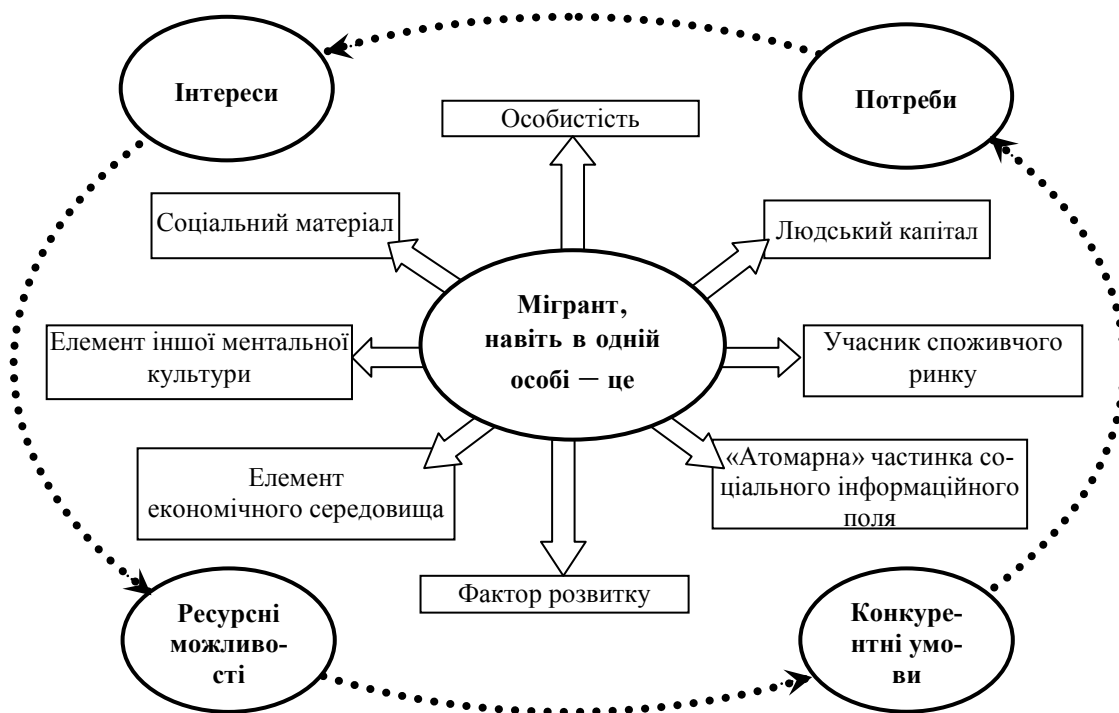 Інтереси
Потреби
Особистість
Соціальний матеріал
Людський капітал
Мігрант,
навіть в одній
особі — це
Елемент іншої ментальної
культури
Учасник споживчого
ринку
Елемент
економічного середовища
«Атомарна» частинка со-
ціального інформаційного
поля
Фактор розвитку
Ресурсні
можливо-
сті
Конкуре-
нтні умо-
ви